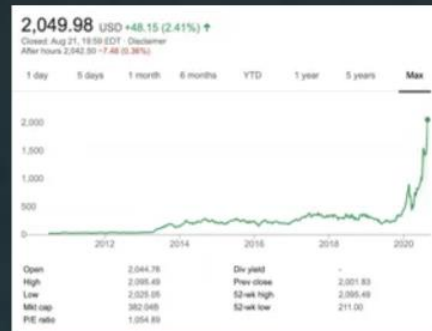 2,049.98 USD +48.15 (2.41%) ↑
Closed: Aug 21, 19:59 EDT · Disclaimer
After hours 2,042.50 -7.48 (0.36%)
1 day 5 days 1 month 6 months YTD 1 year 5 years Max
2,000
1,500
1,000
500
0
2012 2014 2016 2018 2020
Open 2,044.76 Div yield -
High 2,095.49 Prev close 2,001.83
Low 2,025.05 52-wk high 2,095.49
Mkt cap 382.04B 52-wk low 211.00
P/E ratio 1,054.89